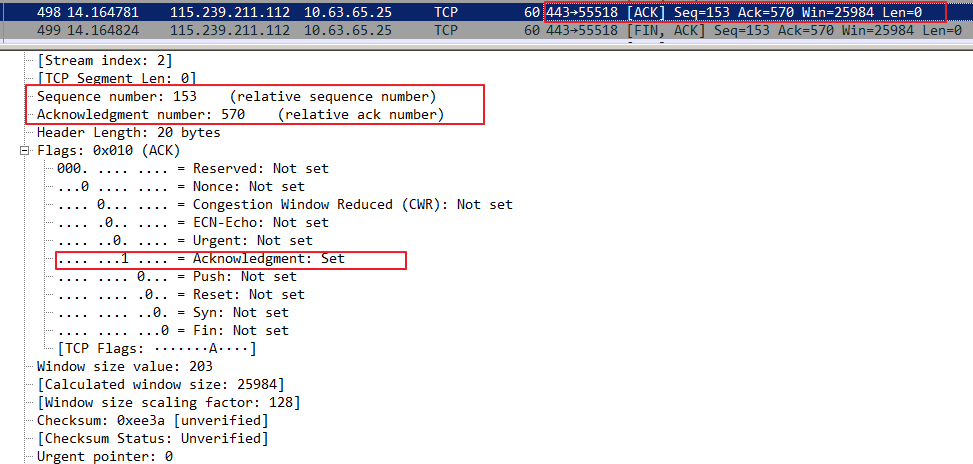 498 14.164781 115.239.211.112 10.63.65.25 TCP 60 443→55518 [ACK] Seq=153 Ack=570 Win=25984 Len=0
499 14.164824 115.239.211.112 10.63.65.25 TCP 60 443→55518 [FIN, ACK] Seq=153 Ack=570 Win=25984 Len=0
[Stream index: 2]
[TCP Segment Len: 0]
Sequence number: 153 (relative sequence number)
Acknowledgment number: 570 (relative ack number)
Header Length: 20 bytes
Flags: 0x010 (ACK)
000. .... .... = Reserved: Not set
...0 .... .... = Nonce: Not set
.... 0... .... = Congestion Window Reduced (CWR): Not set
.... .0.. .... = ECN-Echo: Not set
.... ..0. .... = Urgent: Not set
.... ...1 .... = Acknowledgment: Set
.... .... 0... = Push: Not set
.... .... .0.. = Reset: Not set
.... .... ..0. = Syn: Not set
.... .... ...0 = Fin: Not set
[TCP Flags: ·······A····]
Window size value: 203
[Calculated window size: 25984]
[Window size scaling factor: 128]
Checksum: 0xee3a [unverified]
[Checksum Status: Unverified]
Urgent pointer: 0